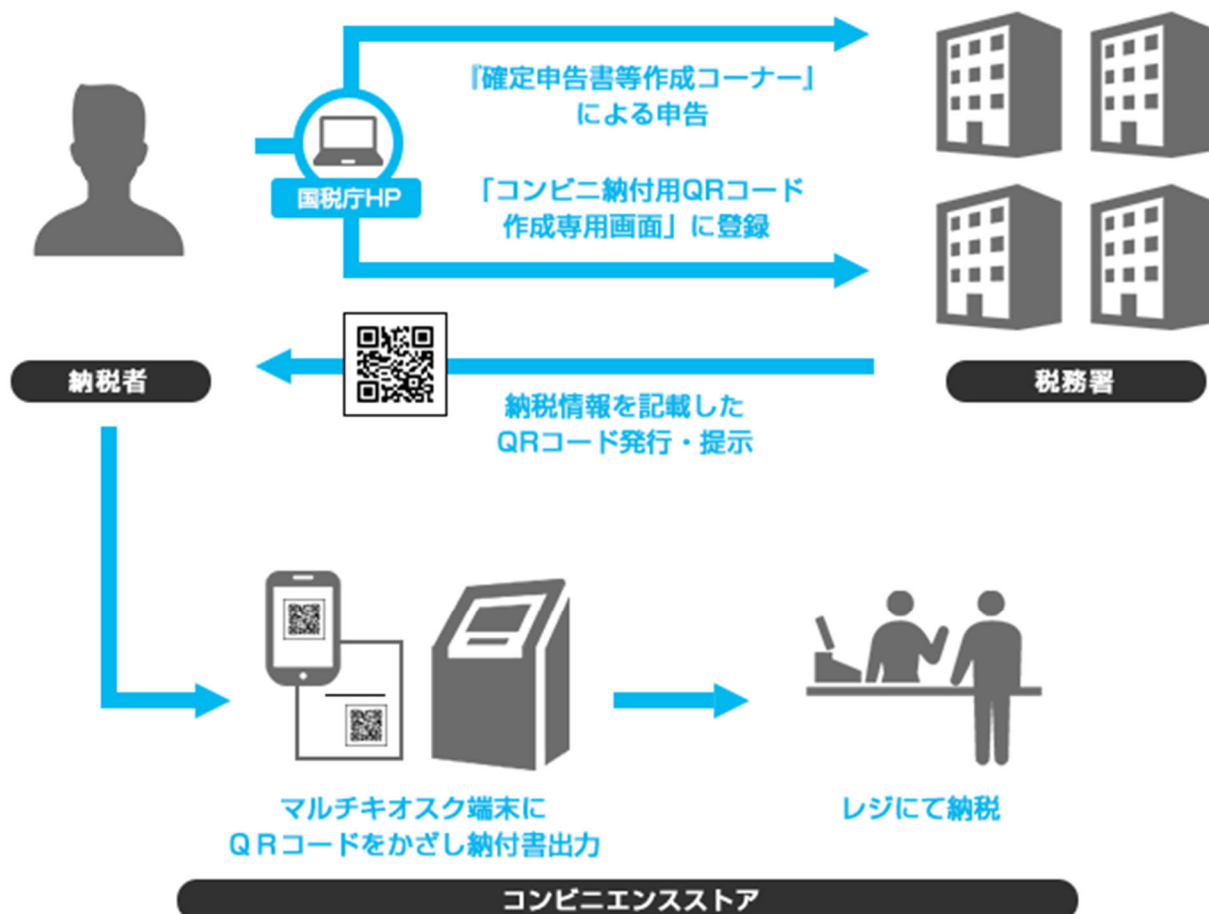 『確定申告書等作成コーナー』
による申告
国税庁HP
「コンビニ納付用QRコード
作成専用画面」に登録
納税者
税務署
納税情報を記載した
QRコード発行・提示
マルチキオスク端末に
ＱＲコードをかざし納付書出力
レジにて納税
コンビニエンスストア